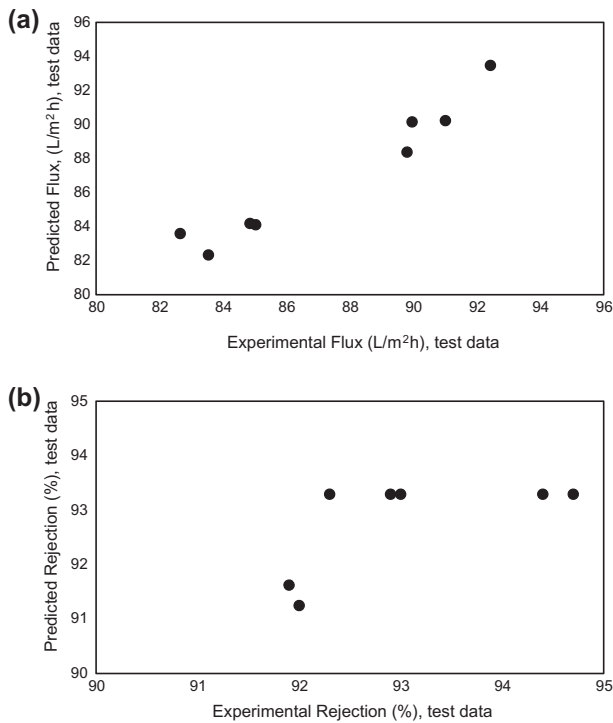 (a)
96
94
92
90
88
86
84
82
80
Predicted Flux, (L/m²h), test data
80 82 84 86 88 90 92 94 96
Experimental Flux (L/m²h), test data
(b)
95
94
93
92
91
90
Predicted Rejection (%), test data
90 91 92 93 94 95
Experimental Rejection (%), test data